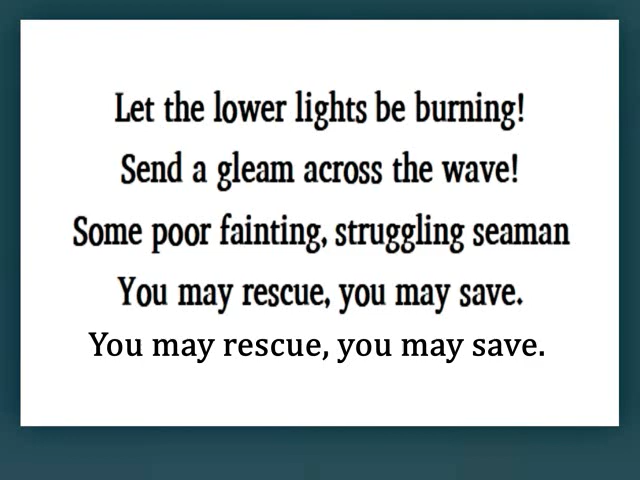 Let the lower lights be burning!
Send a gleam across the wave!
Some poor fainting, struggling seaman
You may rescue, you may save.
You may rescue, you may save.